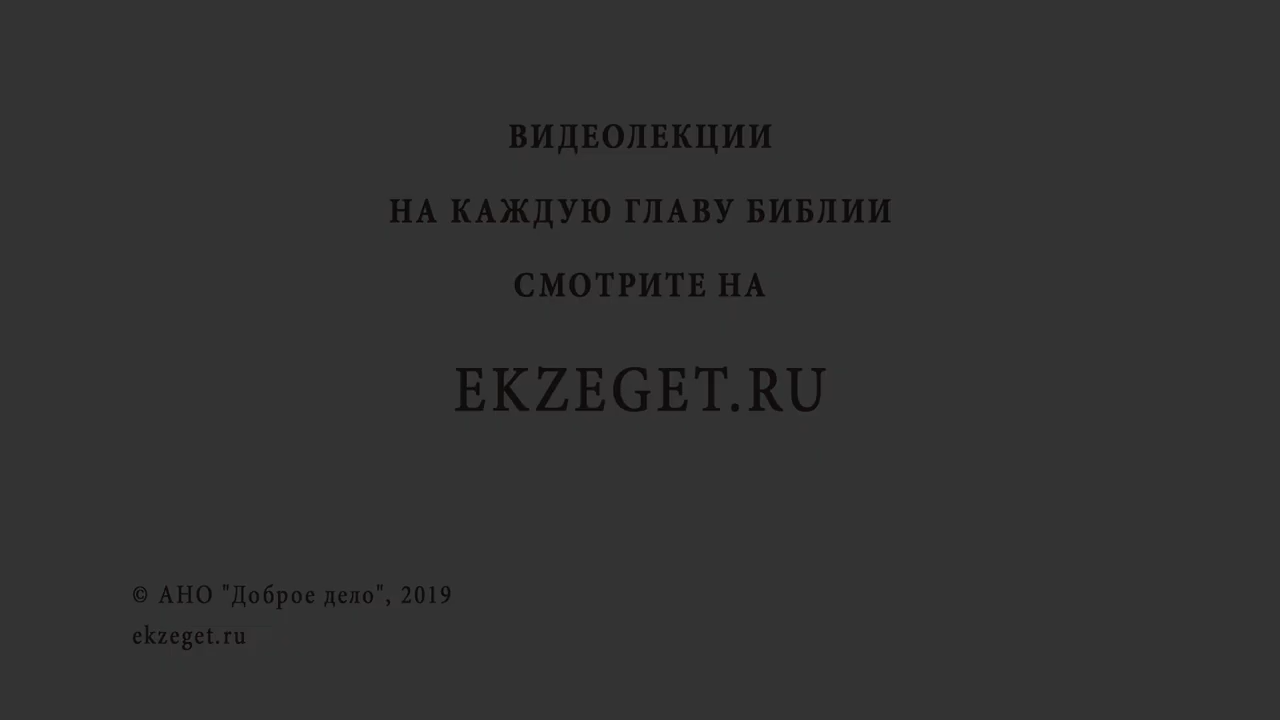 ВИДЕОЛЕКЦИИ
НА КАЖДУЮ ГЛАВУ БИБЛИИ
СМОТРИТЕ НА
EKZEGET.RU
© АНО "Доброе дело", 2019
ekzeget.ru